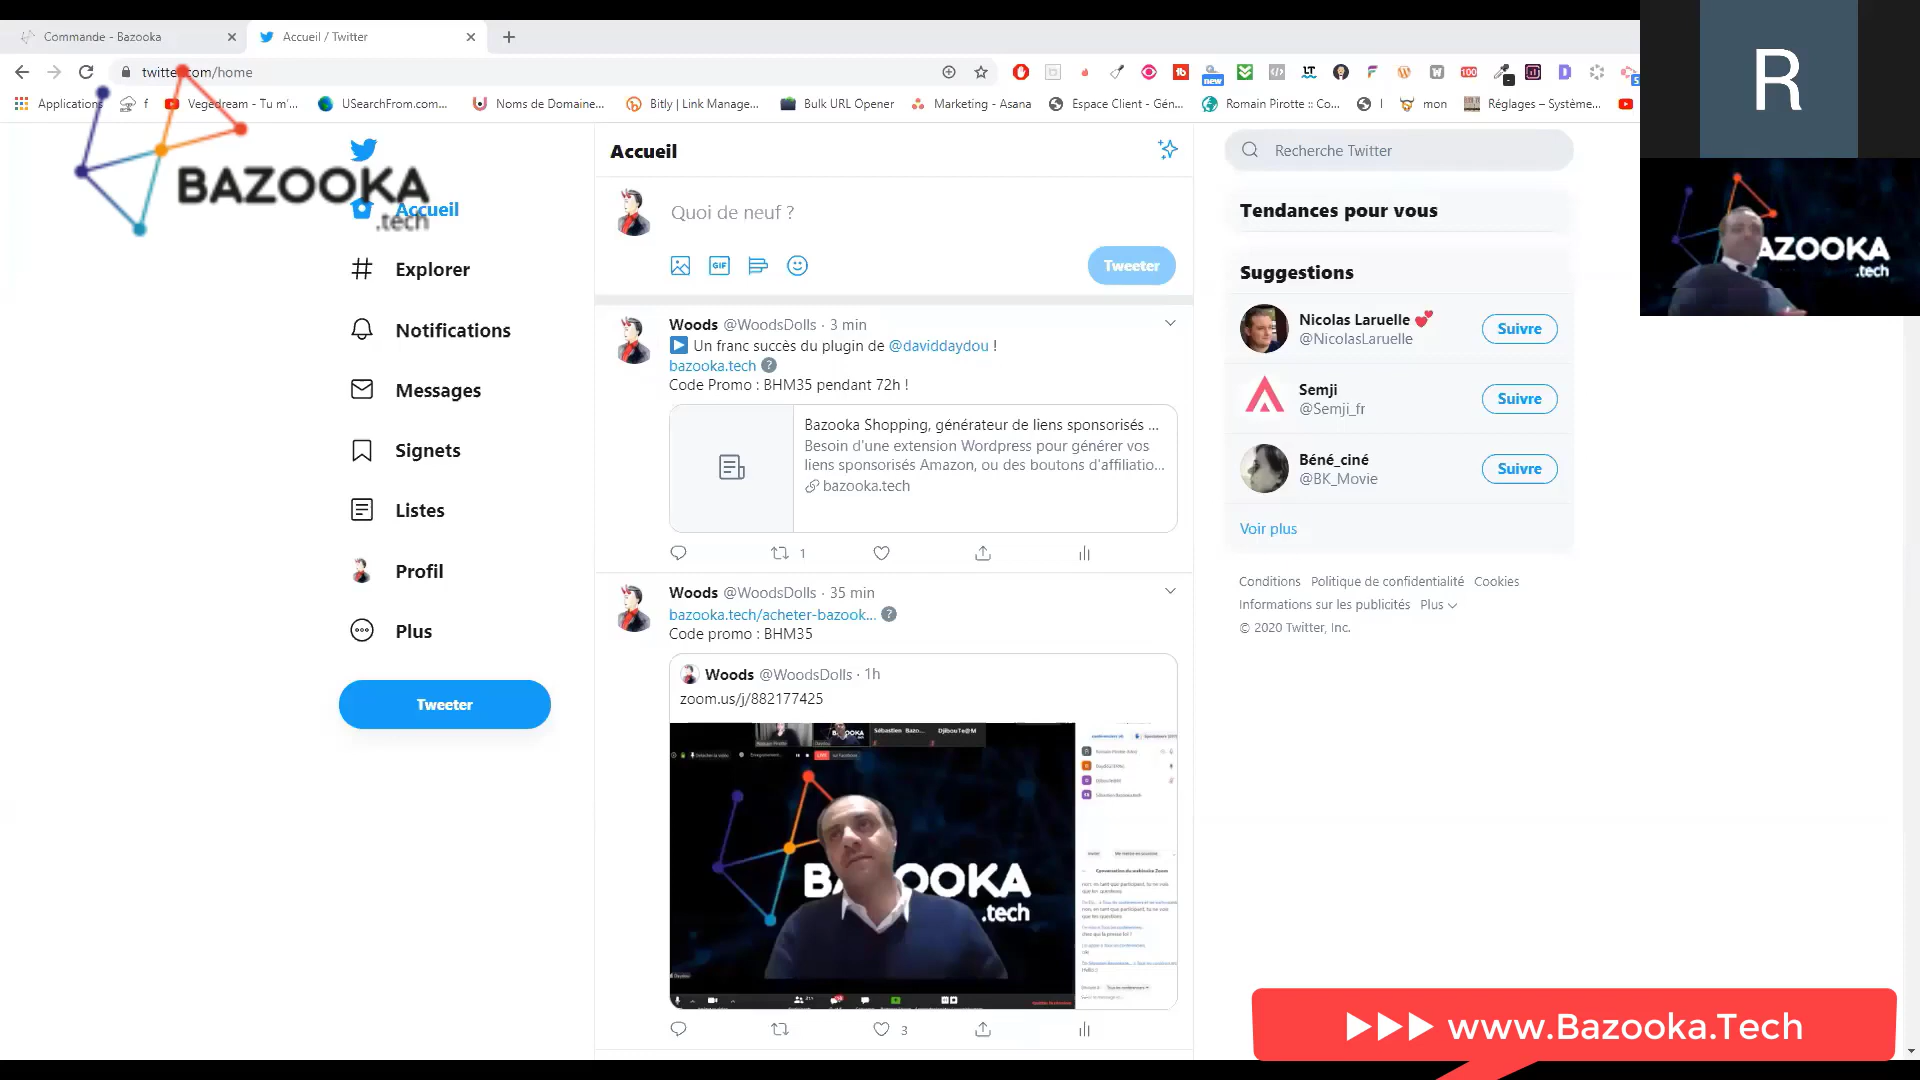 Commande - Bazooka
Accueil / Twitter
twitter.com/home
new
Applications
f
Vegedream - Tu m'...
USearchFrom.com...
Noms de Domaine...
Bitly | Link Manage...
Bulk URL Opener
Marketing - Asana
Espace Client - Gén...
Romain Pirotte :: Co...
I
mon
Réglages – Système...
R
BAZOOKA
.tech
Accueil
Explorer
Notifications
Messages
Signets
Listes
Profil
Plus
Tweeter
Accueil
Quoi de neuf ?
GIF
Tweeter
Woods @WoodsDolls · 3 min
Un franc succès du plugin de @daviddaydou !
bazooka.tech ?
Code Promo : BHM35 pendant 72h !
Bazooka Shopping, générateur de liens sponsorisés ...
Besoin d'une extension Wordpress pour générer vos
liens sponsorisés Amazon, ou des boutons d'affiliatio...
bazooka.tech
1
Woods @WoodsDolls · 35 min
bazooka.tech/acheter-bazook... ?
Code promo : BHM35
Woods @WoodsDolls · 1h
zoom.us/j/882177425
Sébastien Bazo...
DjibouTe@M
BAZOOKA
.tech
3
Recherche Twitter
Tendances pour vous
Suggestions
Nicolas Laruelle
@NicolasLaruelle
Suivre
Semji
@Semji_fr
Suivre
Béné_ciné
@BK_Movie
Suivre
Voir plus
Conditions Politique de confidentialité Cookies
Informations sur les publicités Plus
© 2020 Twitter, Inc.
AZOOKA
.tech
www.Bazooka.Tech